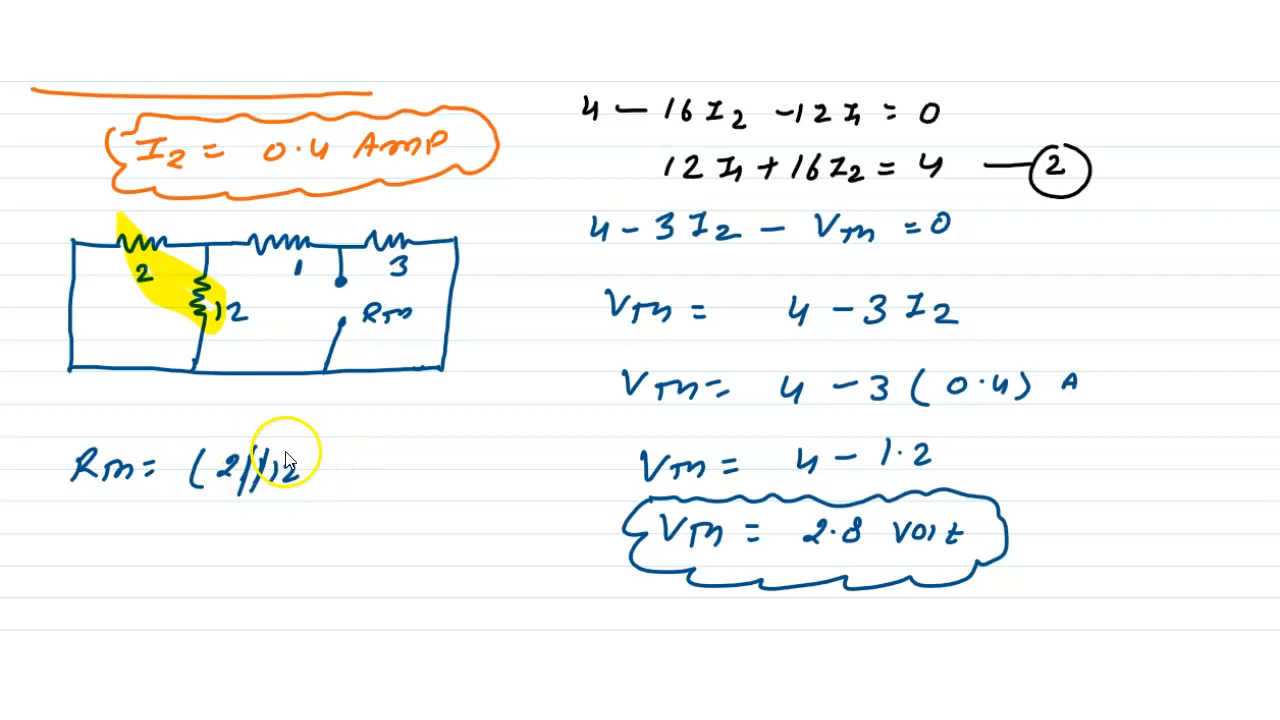 I2 = 0.4 Amp
2
1
3
12
RTh
RTh = ( 2||12
4 - 16 I2 - 12 I1 = 0
12 I1 + 16 I2 = 4 — 2
4 - 3 I2 - VTh = 0
VTh = 4 - 3 I2
VTh = 4 - 3 ( 0.4 ) A
VTh = 4 - 1.2
VTh = 2.8 Volt